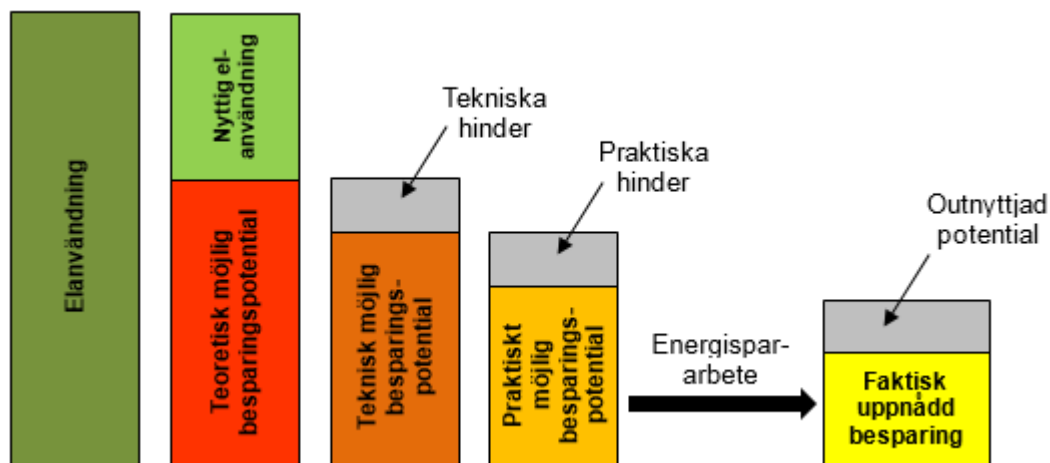 Elanvändning
Nyttig el-
användning
Teoretisk möjlig
besparingspotential
Tekniska
hinder
Teknisk möjlig
besparings-
potential
Praktiska
hinder
Praktiskt
möjlig
besparings-
potential
Energispar-
arbete
Outnyttjad
potential
Faktisk
uppnådd
besparing